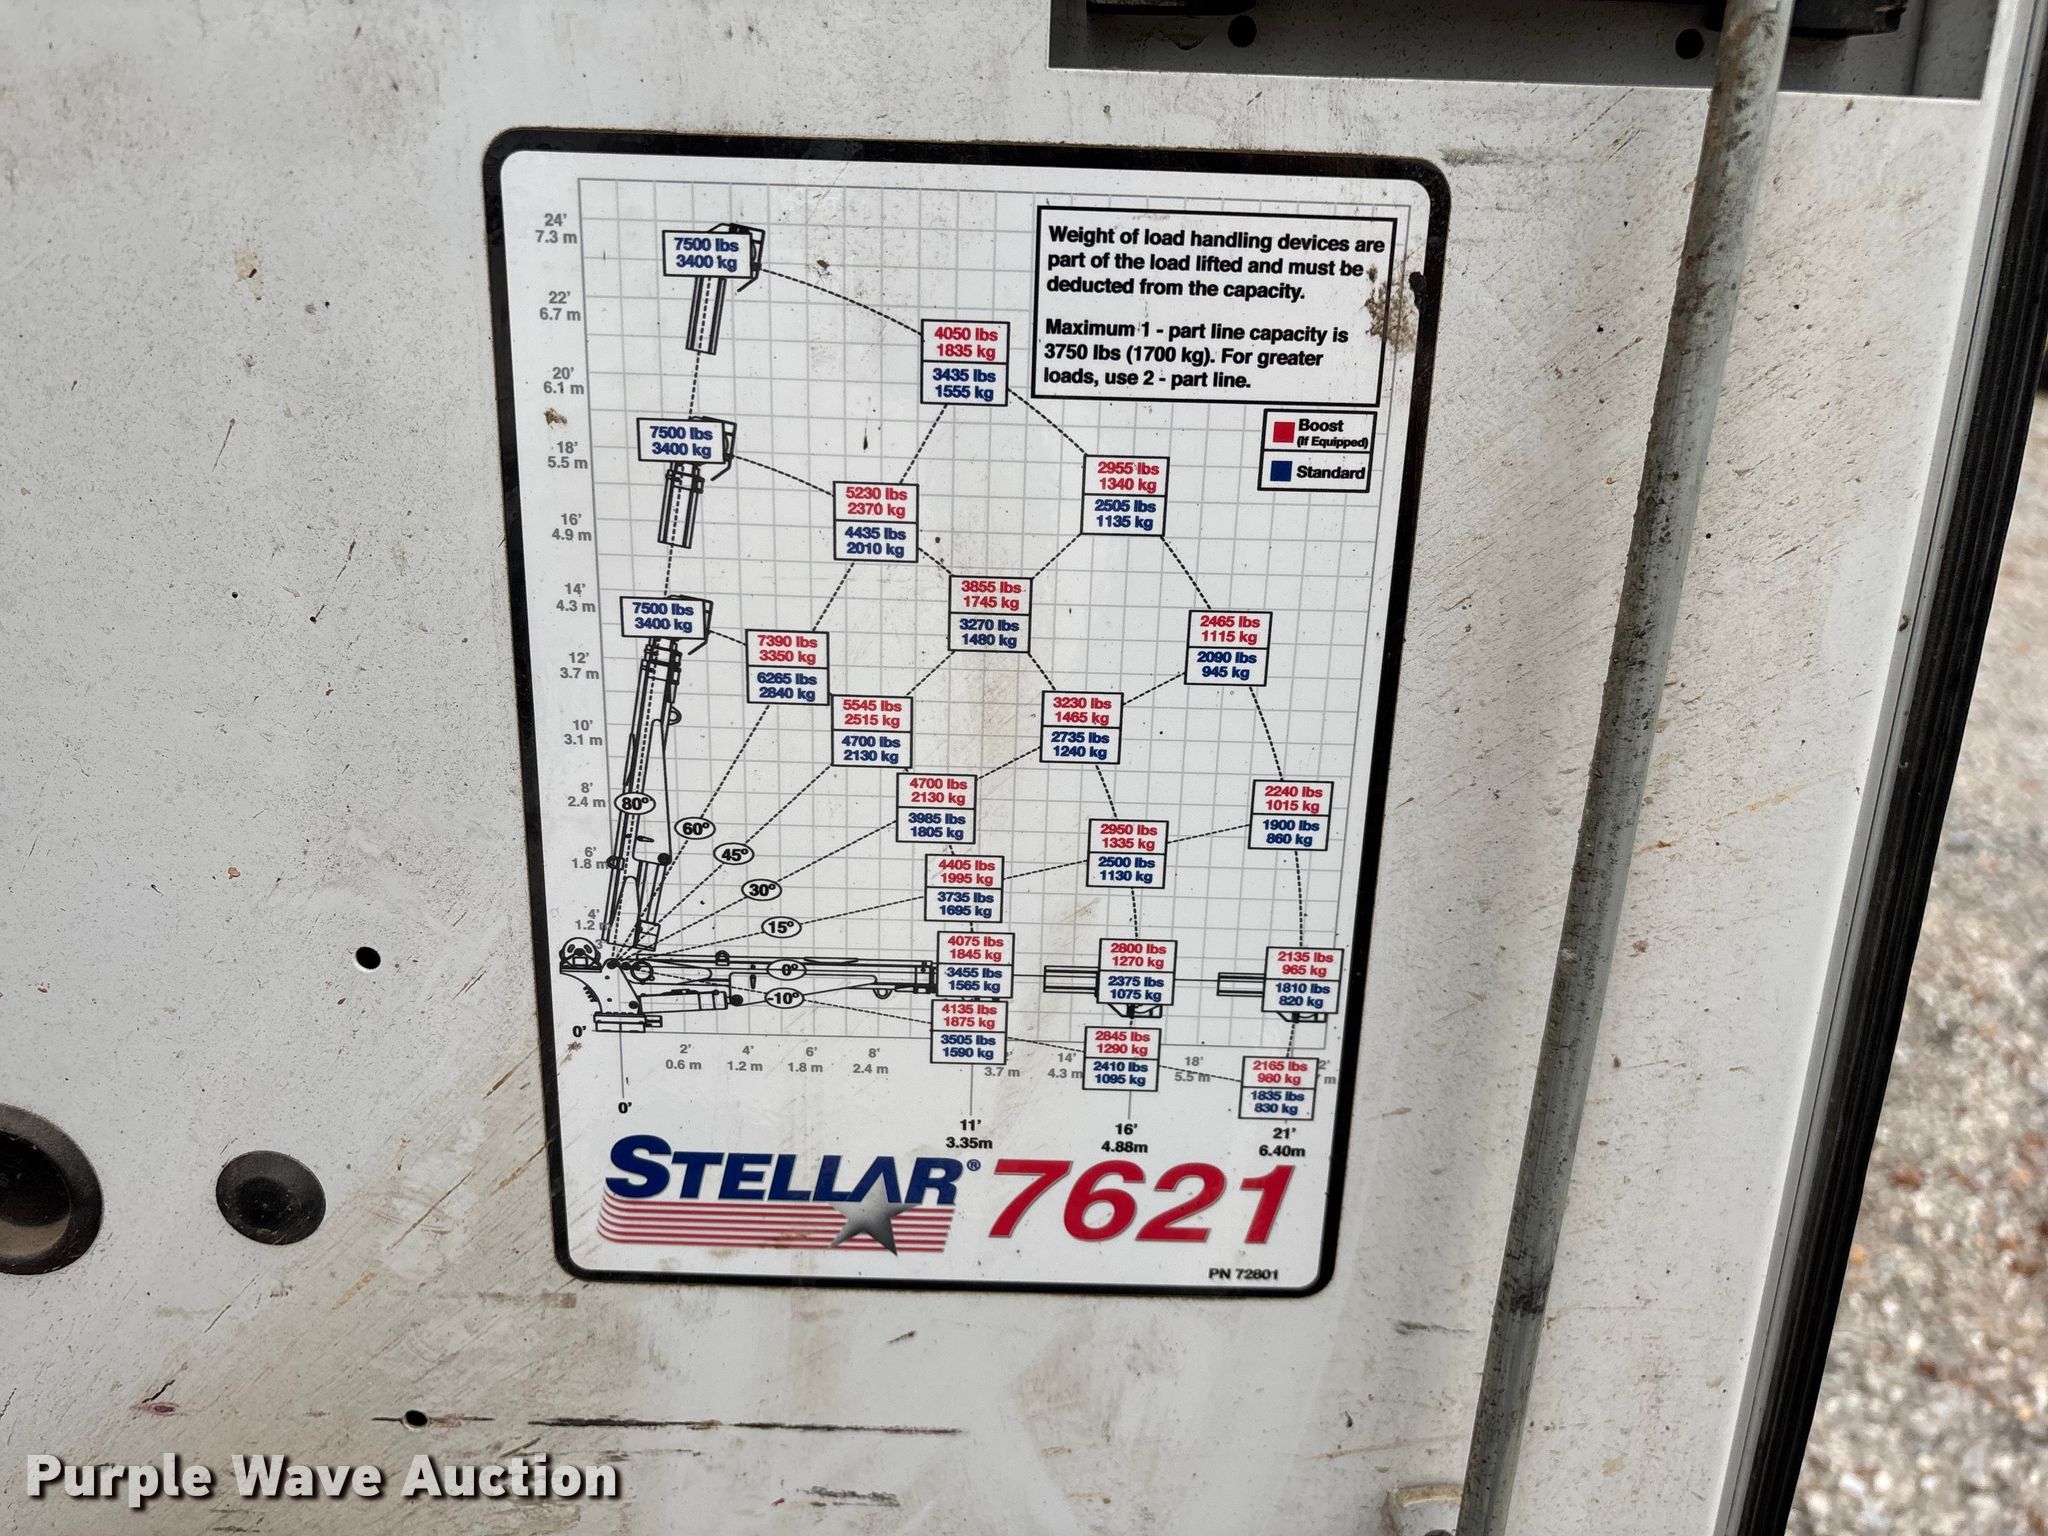 24'
7.3 m
22'
6.7 m
20'
6.1 m
18'
5.5 m
16'
4.9 m
14'
4.3 m
12'
3.7 m
10'
3.1 m
8'
2.4 m
6'
1.8 m
4'
1.2 m
0'
Weight of load handling devices are
part of the load lifted and must be
deducted from the capacity.
Maximum 1 - part line capacity is
3750 lbs (1700 kg). For greater
loads, use 2 - part line.
Boost
(If Equipped)
Standard
7500 lbs
3400 kg
4050 lbs
1835 kg
3435 lbs
1555 kg
7500 lbs
3400 kg
2955 lbs
1340 kg
2505 lbs
1135 kg
5230 lbs
2370 kg
4435 lbs
2010 kg
3855 lbs
1745 kg
3270 lbs
1480 kg
7500 lbs
3400 kg
7390 lbs
3350 kg
6265 lbs
2840 kg
2465 lbs
1115 kg
2090 lbs
945 kg
5545 lbs
2515 kg
4700 lbs
2130 kg
3230 lbs
1465 kg
2735 lbs
1240 kg
4700 lbs
2130 kg
3985 lbs
1805 kg
2240 lbs
1015 kg
1900 lbs
860 kg
2950 lbs
1335 kg
2500 lbs
1130 kg
4405 lbs
1995 kg
3735 lbs
1695 kg
80º
60º
45º
30º
15º
0º
-10º
4075 lbs
1845 kg
3455 lbs
1565 kg
2800 lbs
1270 kg
2375 lbs
1075 kg
2135 lbs
965 kg
1810 lbs
820 kg
4135 lbs
1875 kg
3505 lbs
1590 kg
2845 lbs
1290 kg
2410 lbs
1095 kg
2165 lbs
980 kg
1835 lbs
830 kg
2'
0.6 m
4'
1.2 m
6'
1.8 m
8'
2.4 m
3.7 m
14'
4.3 m
18'
5.5 m
0'
11'
3.35m
16'
4.88m
21'
6.40m
STELLAR® 7621
PN 72801
Purple Wave Auction